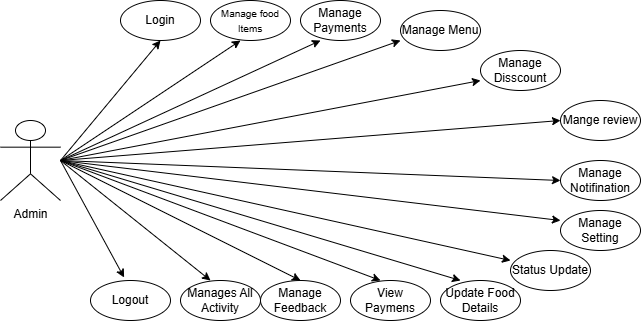 Login
Manage food
Items
Manage
Payments
Manage Menu
Manage
Disscount
Mange review
Manage
Notifination
Manage
Setting
Status Update
Update Food
Details
View
Paymens
Manage
Feedback
Manages All
Activity
Logout
Admin